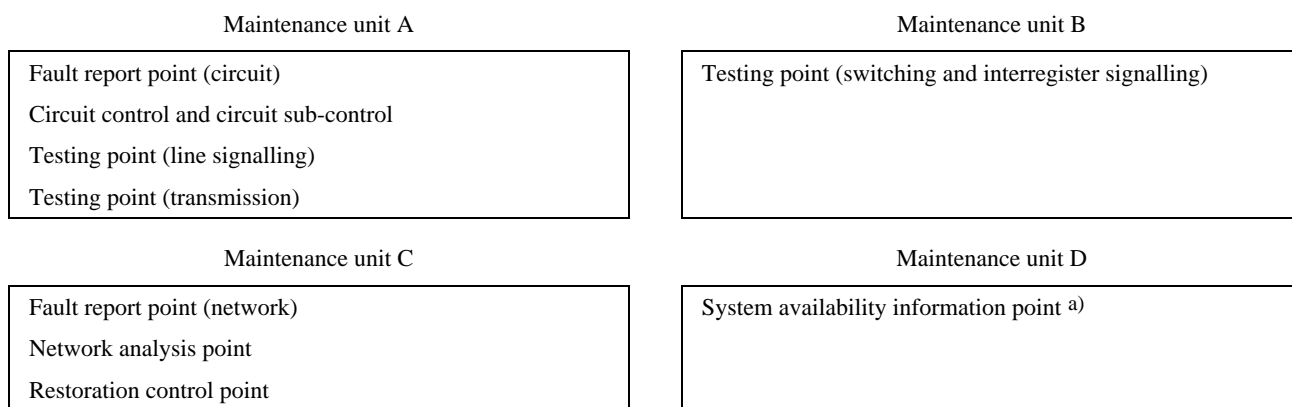 Maintenance unit A
Fault report point (circuit)
Circuit control and circuit sub-control
Testing point (line signalling)
Testing point (transmission)
Maintenance unit B
Testing point (switching and interregister signalling)
Maintenance unit C
Fault report point (network)
Network analysis point
Restoration control point
Maintenance unit D
System availability information point a)